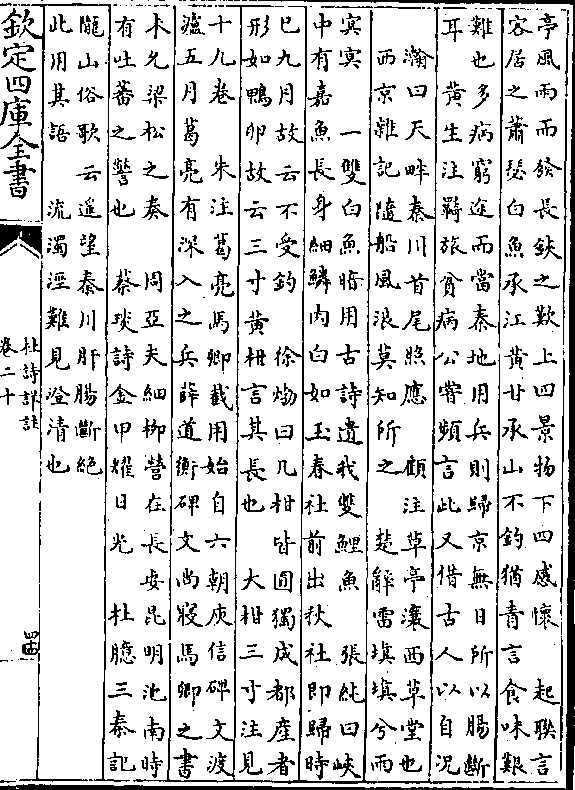 亭風雨而發長鋏之歎上四景物下四感懷　起聯言
客居之蕭瑟白魚承江黄甘承山不釣猶青言食味艱
難也多病窮途而當秦地用兵則歸京無日所以腸斷
耳　黄生注羇旅貧病公嘗頻言此又借古人以自況
瀚曰天畔秦川首尾照應　顧注草亭瀼西草堂也
西京雜記隨船風浪莫知所之　楚辭雷塡塡兮雨
冥冥　一雙白魚暗用古詩遺我雙鯉魚　張綖曰峽
中有嘉魚長身細鱗肉白如玉春社前出秋社即歸時
已九月故云不受釣　徐𤊹曰凡柑皆圓獨成都産者
形如鴨卵故云三寸黄柑言其長也　大柑三寸注見
十九卷　朱注葛亮馬卿截用始自六朝庾信碑文渡
瀘五月葛亮有深入之兵薛道衡碑文尚寢馬卿之書
未允梁松之奏　周亞夫細柳營在長安昆明池南時
有吐蕃之警也　蔡琰詩金甲耀日光　杜臆三秦記
隴山俗歌云遥望秦川肝腸斷絶
此用其語　流濁涇難見澄清也
欽定四庫全書
杜詩詳註
卷二十